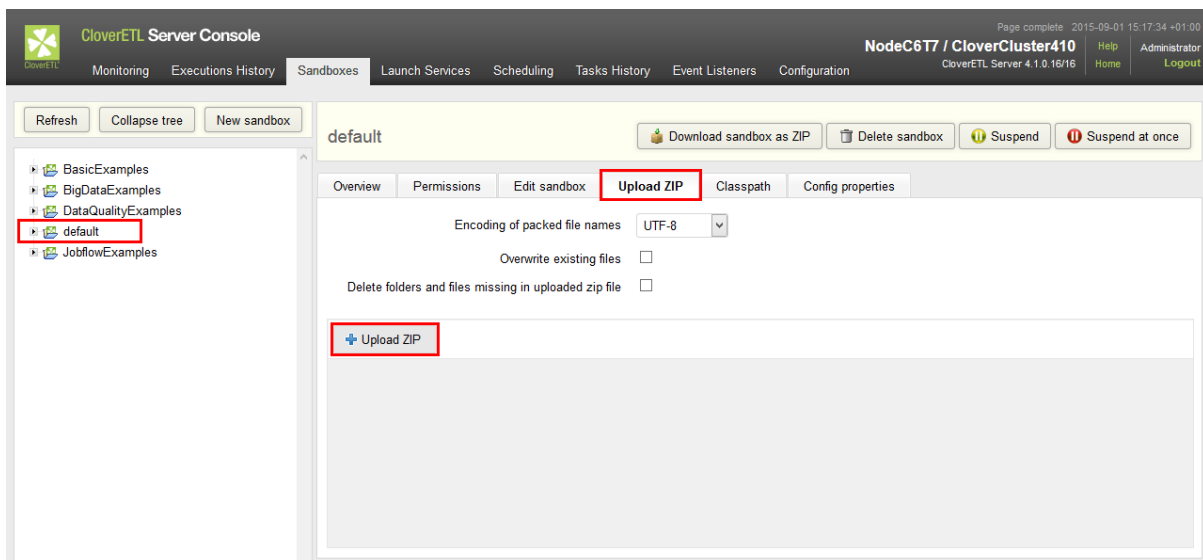 Page complete 2015-09-01 15:17:34 +01:00
CloverETL Server Console
NodeC6T7 / CloverCluster410
Help
Administrator
CloverETL Server 4.1.0.16/16
Home
Logout
CloverETL
Monitoring Executions History Sandboxes Launch Services Scheduling Tasks History Event Listeners Configuration
Refresh Collapse tree New sandbox
default
Download sandbox as ZIP Delete sandbox Suspend Suspend at once
BasicExamples
BigDataExamples
DataQualityExamples
default
JobflowExamples
Overview Permissions Edit sandbox Upload ZIP Classpath Config properties
Encoding of packed file names UTF-8
Overwrite existing files
Delete folders and files missing in uploaded zip file
Upload ZIP